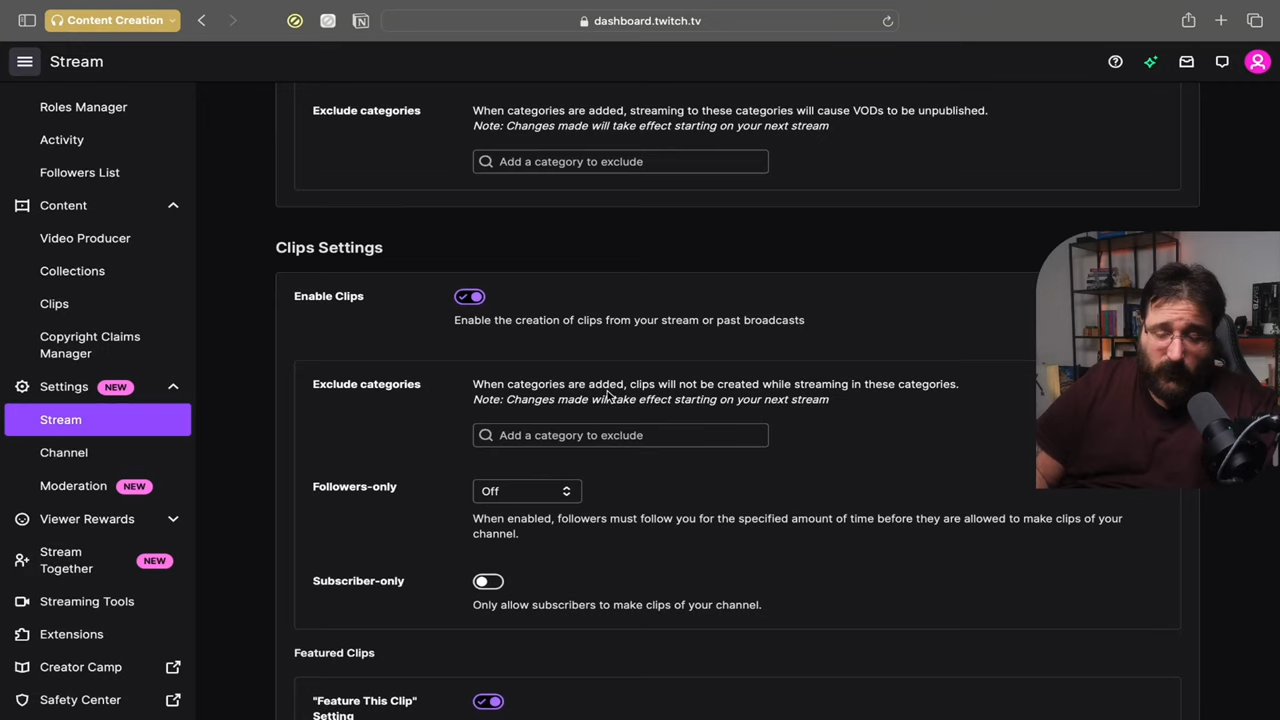 Content Creation
dashboard.twitch.tv
Stream
Roles Manager
Activity
Followers List
Content
Video Producer
Collections
Clips
Copyright Claims
Manager
Settings NEW
Stream
Channel
Moderation NEW
Viewer Rewards
Stream
Together NEW
Streaming Tools
Extensions
Creator Camp
Safety Center
Exclude categories
When categories are added, streaming to these categories will cause VODs to be unpublished.
Note: Changes made will take effect starting on your next stream
Add a category to exclude
Clips Settings
Enable Clips
Enable the creation of clips from your stream or past broadcasts
Exclude categories
When categories are added, clips will not be created while streaming in these categories.
Note: Changes made will take effect starting on your next stream
Add a category to exclude
Followers-only
Off
When enabled, followers must follow you for the specified amount of time before they are allowed to make clips of your
channel.
Subscriber-only
Only allow subscribers to make clips of your channel.
Featured Clips
"Feature This Clip"
Setting